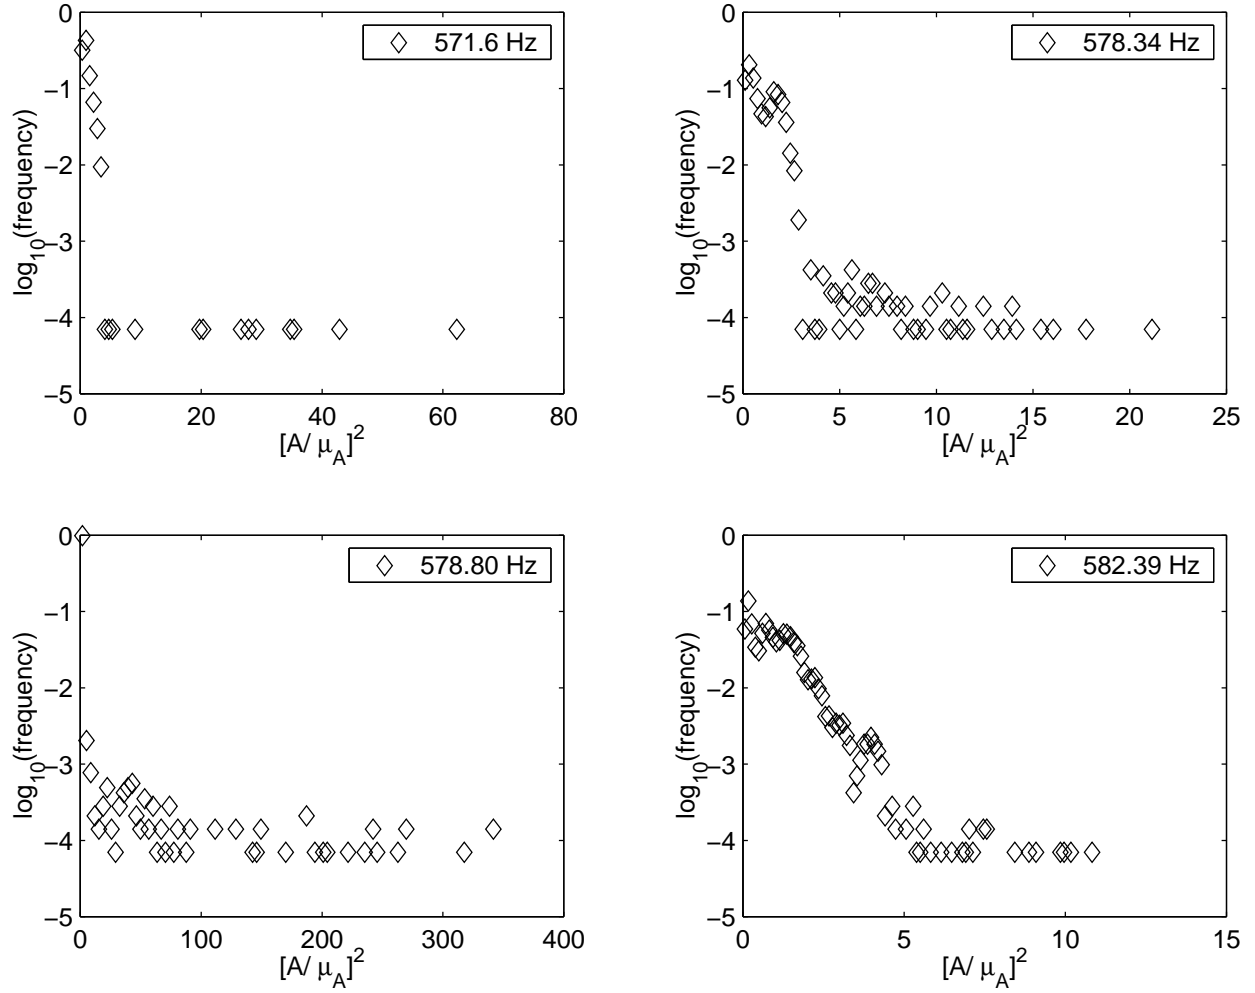 571.6 Hz
0
−1
−2
−3
−4
−5
log10(frequency)
0 20 40 60 80
[A/ μA]2
578.34 Hz
0
−1
−2
−3
−4
−5
log10(frequency)
0 5 10 15 20 25
[A/ μA]2
578.80 Hz
0
−1
−2
−3
−4
−5
log10(frequency)
0 100 200 300 400
[A/ μA]2
582.39 Hz
0
−1
−2
−3
−4
−5
log10(frequency)
0 5 10 15
[A/ μA]2